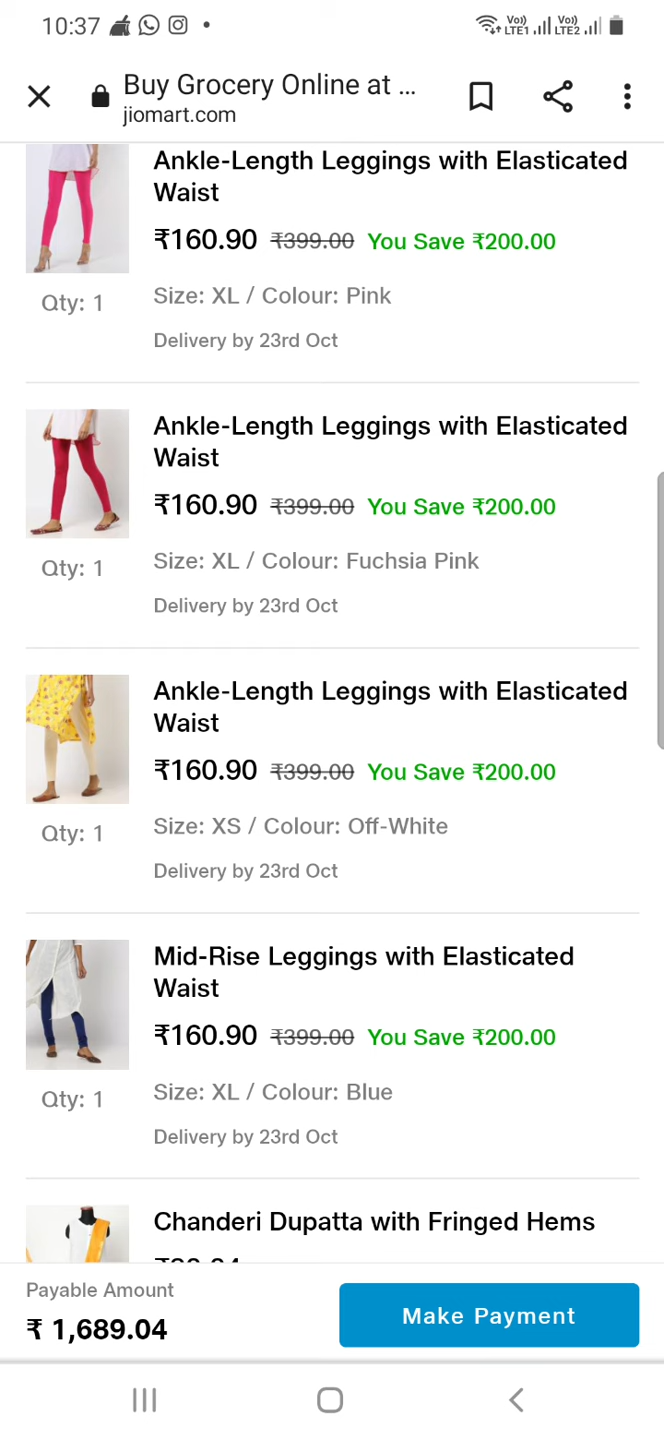 10:37
Vo) LTE1 Vo) LTE2
Buy Grocery Online at ...
jiomart.com
Ankle-Length Leggings with Elasticated
Waist
₹160.90 ₹399.00 You Save ₹200.00
Qty: 1
Size: XL / Colour: Pink
Delivery by 23rd Oct
Ankle-Length Leggings with Elasticated
Waist
₹160.90 ₹399.00 You Save ₹200.00
Qty: 1
Size: XL / Colour: Fuchsia Pink
Delivery by 23rd Oct
Ankle-Length Leggings with Elasticated
Waist
₹160.90 ₹399.00 You Save ₹200.00
Qty: 1
Size: XS / Colour: Off-White
Delivery by 23rd Oct
Mid-Rise Leggings with Elasticated
Waist
₹160.90 ₹399.00 You Save ₹200.00
Qty: 1
Size: XL / Colour: Blue
Delivery by 23rd Oct
Chanderi Dupatta with Fringed Hems
Payable Amount
₹ 1,689.04
Make Payment